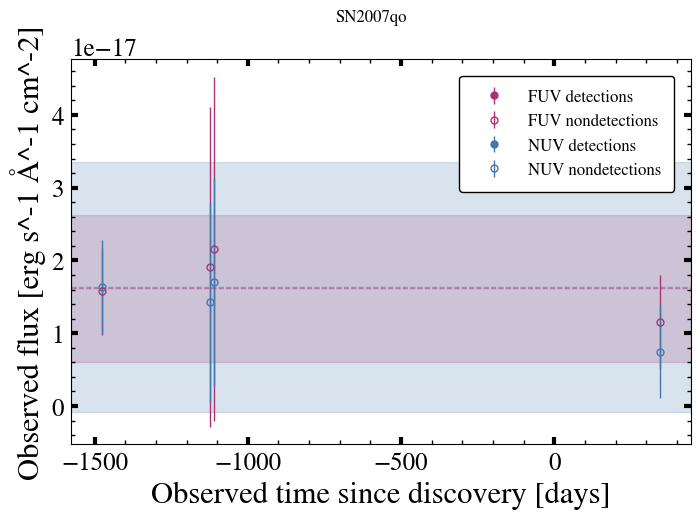 SN2007qo
1e−17
FUV detections
FUV nondetections
NUV detections
NUV nondetections
4
3
2
1
0
Observed flux [erg s^-1 Å^-1 cm^-2]
−1500
−1000
−500
0
Observed time since discovery [days]